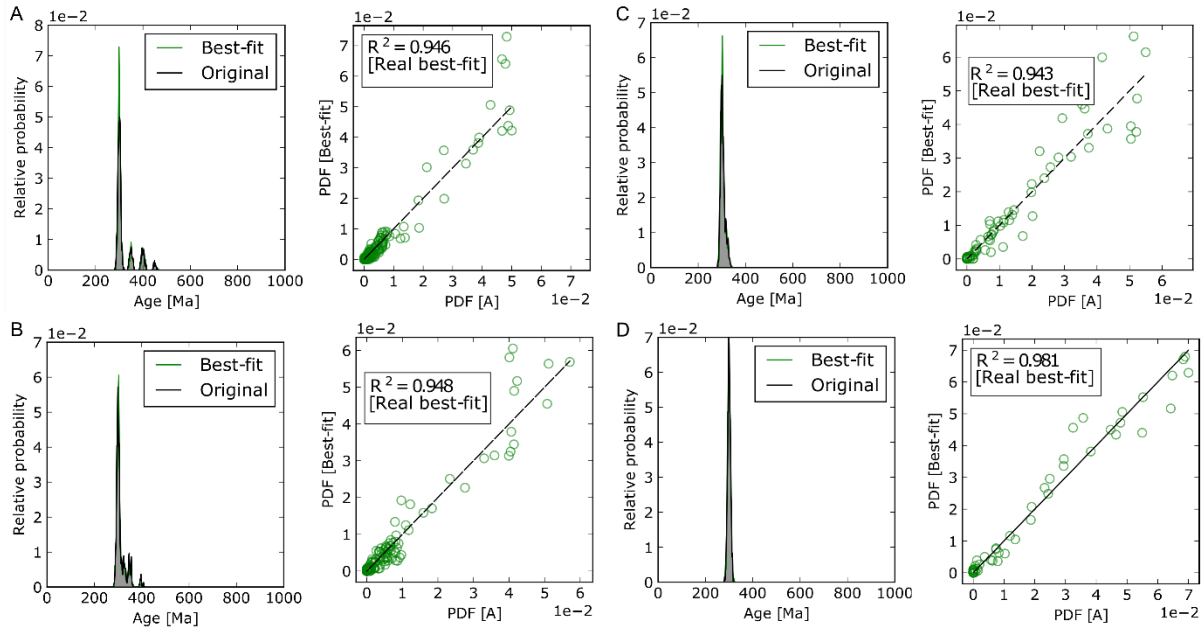 A
1e−2
8
7
6
5
4
3
2
1
0
Relative probability
Best-fit
Original
0 200 400 600 800 1000
Age [Ma]
1e−2
7
6
5
4
3
2
1
0
PDF [Best-fit]
R² = 0.946
[Real best-fit]
0 1 2 3 4 5 6 7
PDF [A]
1e−2
C
1e−2
7
6
5
4
3
2
1
0
Relative probability
Best-fit
Original
0 200 400 600 800 1000
Age [Ma]
1e−2
6
5
4
3
2
1
0
PDF [Best-fit]
R² = 0.943
[Real best-fit]
0 1 2 3 4 5 6
PDF [A]
1e−2
B
1e−2
7
6
5
4
3
2
1
0
Relative probability
Best-fit
Original
0 200 400 600 800 1000
Age [Ma]
1e−2
6
5
4
3
2
1
0
PDF [Best-fit]
R² = 0.948
[Real best-fit]
0 1 2 3 4 5 6
PDF [A]
1e−2
D
1e−2
7
6
5
4
3
2
1
0
Relative probability
Best-fit
Original
0 200 400 600 800 1000
Age [Ma]
1e−2
7
6
5
4
3
2
1
0
PDF [Best-fit]
R² = 0.981
[Real best-fit]
0 1 2 3 4 5 6 7
PDF [A]
1e−2